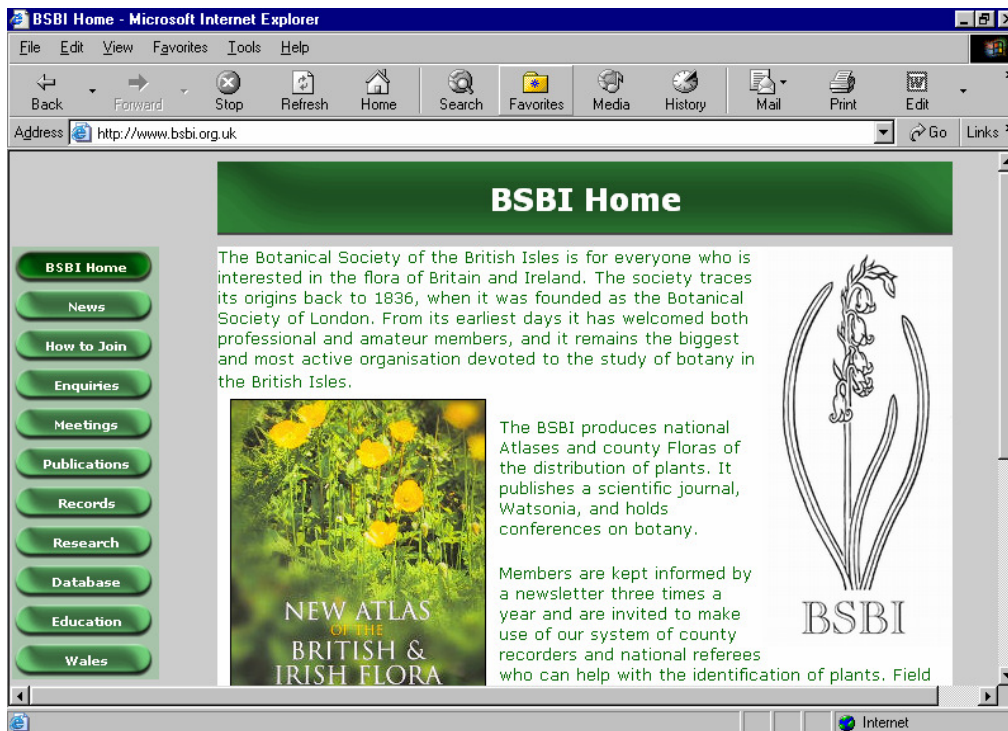 BSBI Home - Microsoft Internet Explorer
File Edit View Favorites Tools Help
Back Forward Stop Refresh Home Search Favorites Media History Mail Print Edit
Address http://www.bsbi.org.uk Go Links
BSBI Home
BSBI Home
News
How to Join
Enquiries
Meetings
Publications
Records
Research
Database
Education
Wales
The Botanical Society of the British Isles is for everyone who is
interested in the flora of Britain and Ireland. The society traces
its origins back to 1836, when it was founded as the Botanical
Society of London. From its earliest days it has welcomed both
professional and amateur members, and it remains the biggest
and most active organisation devoted to the study of botany in
the British Isles.
NEW ATLAS
OF THE
BRITISH &
IRISH FLORA
The BSBI produces national
Atlases and county Floras of
the distribution of plants. It
publishes a scientific journal,
Watsonia, and holds
conferences on botany.
Members are kept informed by
a newsletter three times a
year and are invited to make
use of our system of county
recorders and national referees
who can help with the identification of plants. Field
BSBI
Internet